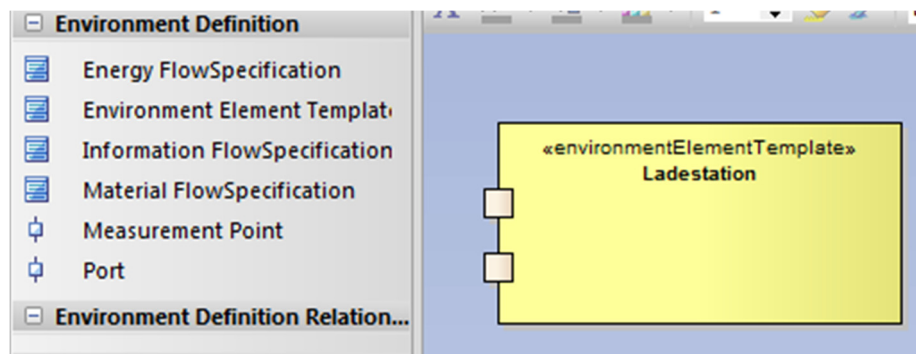 Environment Definition
Energy FlowSpecification
Environment Element Templat
Information FlowSpecification
Material FlowSpecification
Measurement Point
Port
Environment Definition Relation...
«environmentElementTemplate»
Ladestation